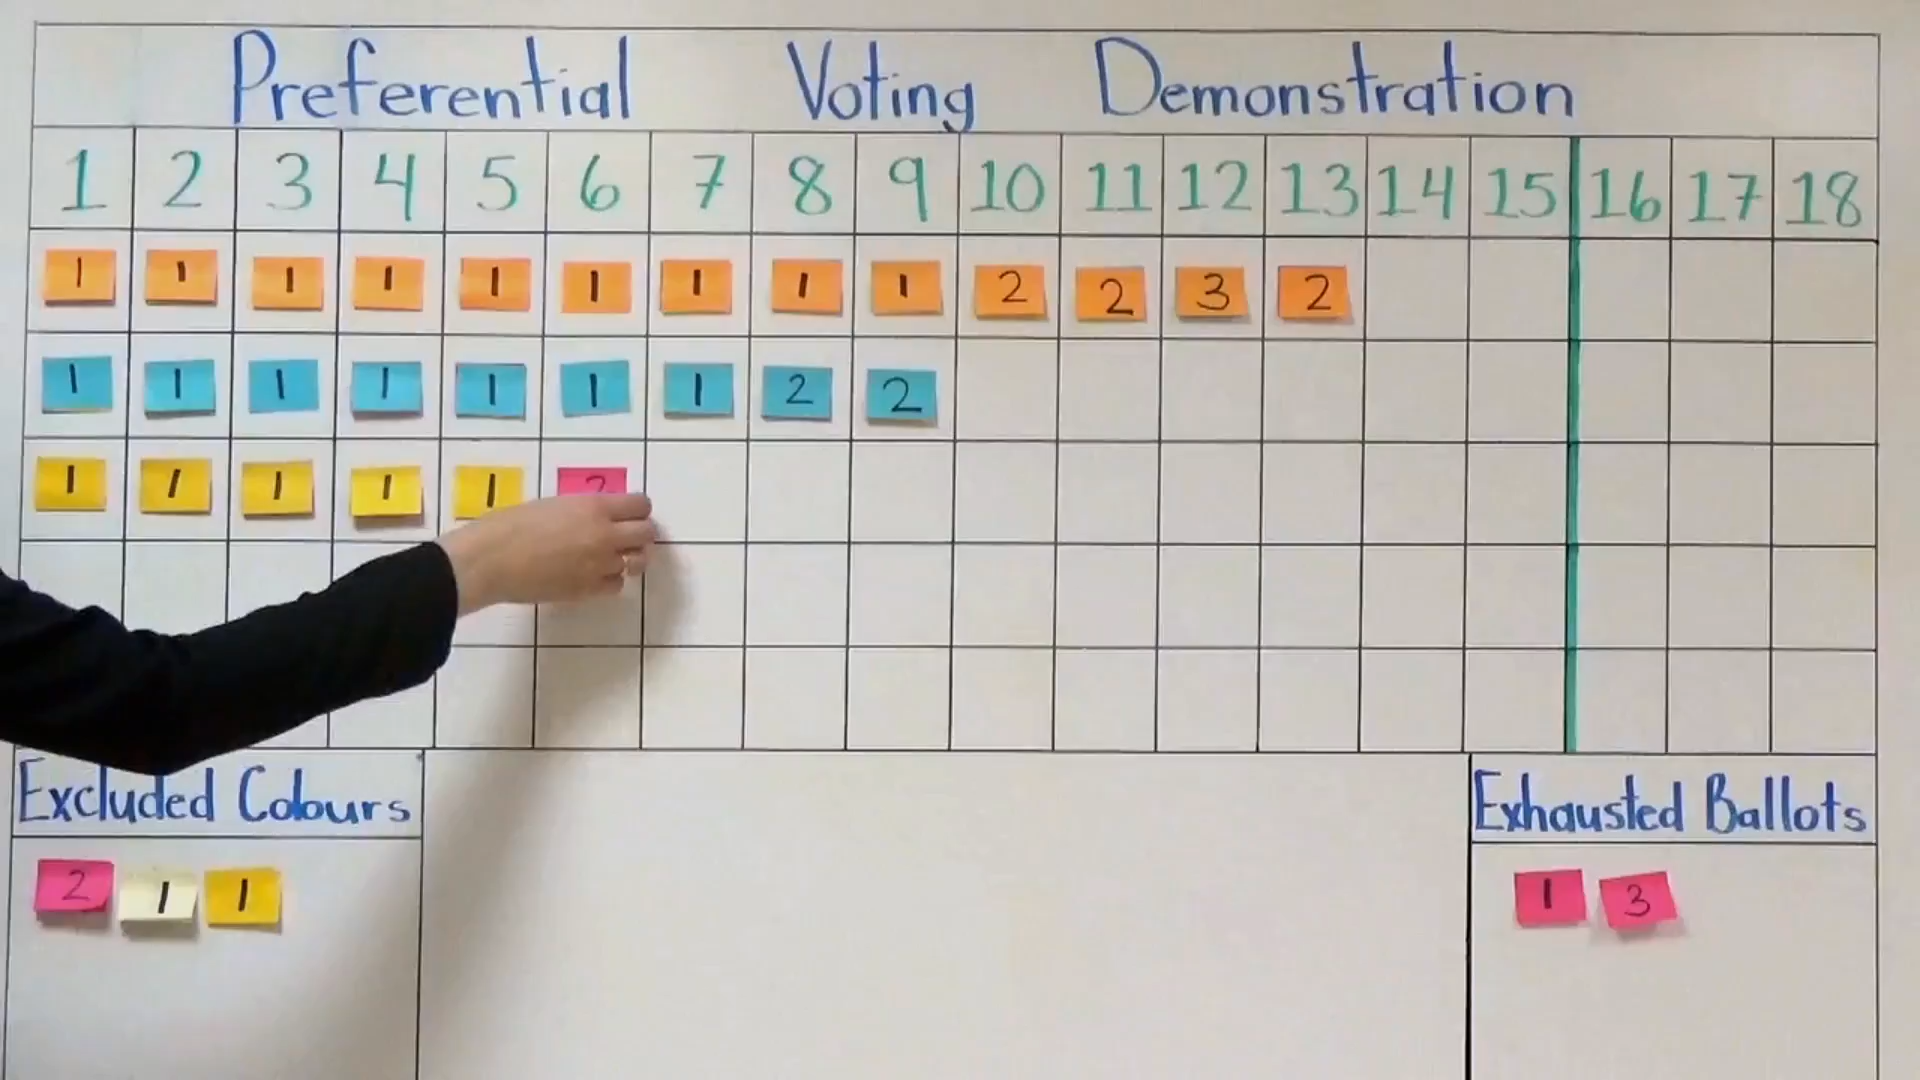 Preferential Voting Demonstration
1 2 3 4 5 6 7 8 9 10 11 12 13 14 15 16 17 18
1 1 1 1 1 1 1 1 1 2 2 3 2
1 1 1 1 1 1 1 2 2
1 1 1 1 1 2
Excluded Colours
2 1 1
Exhausted Ballots
1 3